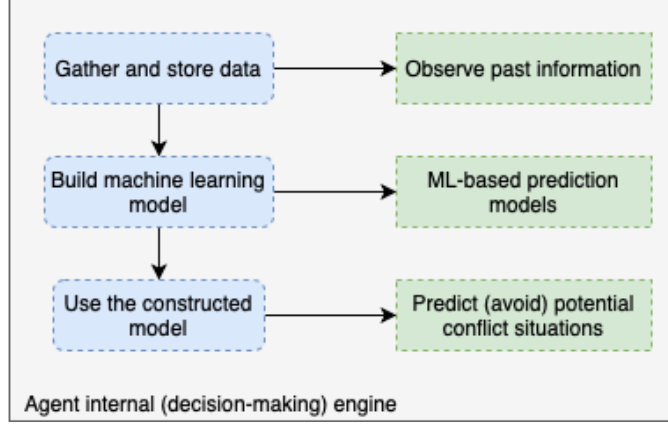 Gather and store data
Observe past information
Build machine learning
model
ML-based prediction
models
Use the constructed
model
Predict (avoid) potential
conflict situations
Agent internal (decision-making) engine